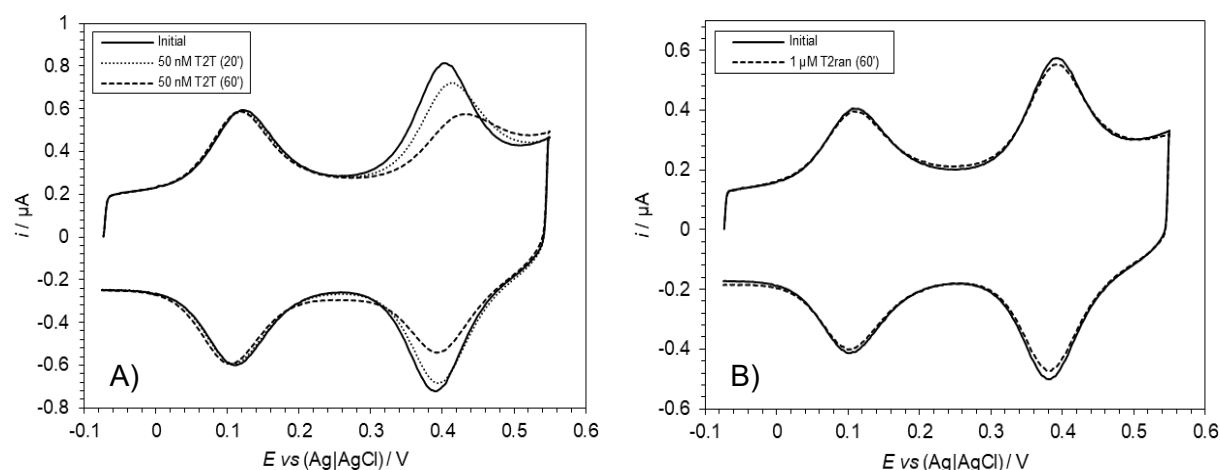 1
0.8
0.6
0.4
0.2
0
-0.2
-0.4
-0.6
-0.8
i / µA
Initial
50 nM T2T (20')
50 nM T2T (60')
A)
-0.1 0 0.1 0.2 0.3 0.4 0.5 0.6
E vs (Ag|AgCl) / V
0.8
0.6
0.4
0.2
0
-0.2
-0.4
-0.6
i / µA
Initial
1 µM T2ran (60')
B)
-0.1 0 0.1 0.2 0.3 0.4 0.5 0.6
E vs (Ag|AgCl) / V